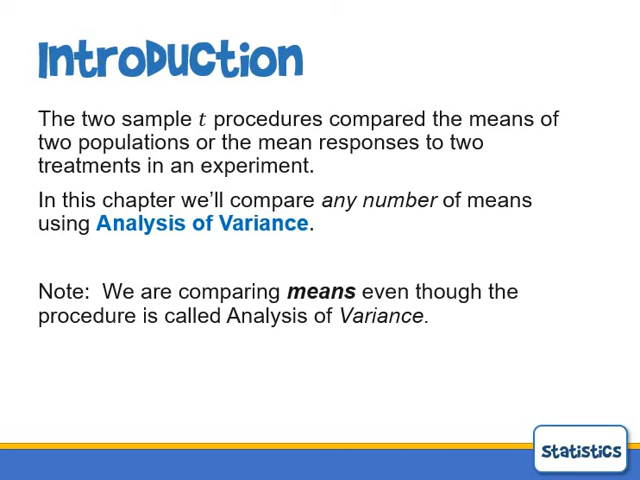 Introduction
The two sample t procedures compared the means of
two populations or the mean responses to two
treatments in an experiment.
In this chapter we'll compare any number of means
using Analysis of Variance.
Note:  We are comparing means even though the
procedure is called Analysis of Variance.
Statistics